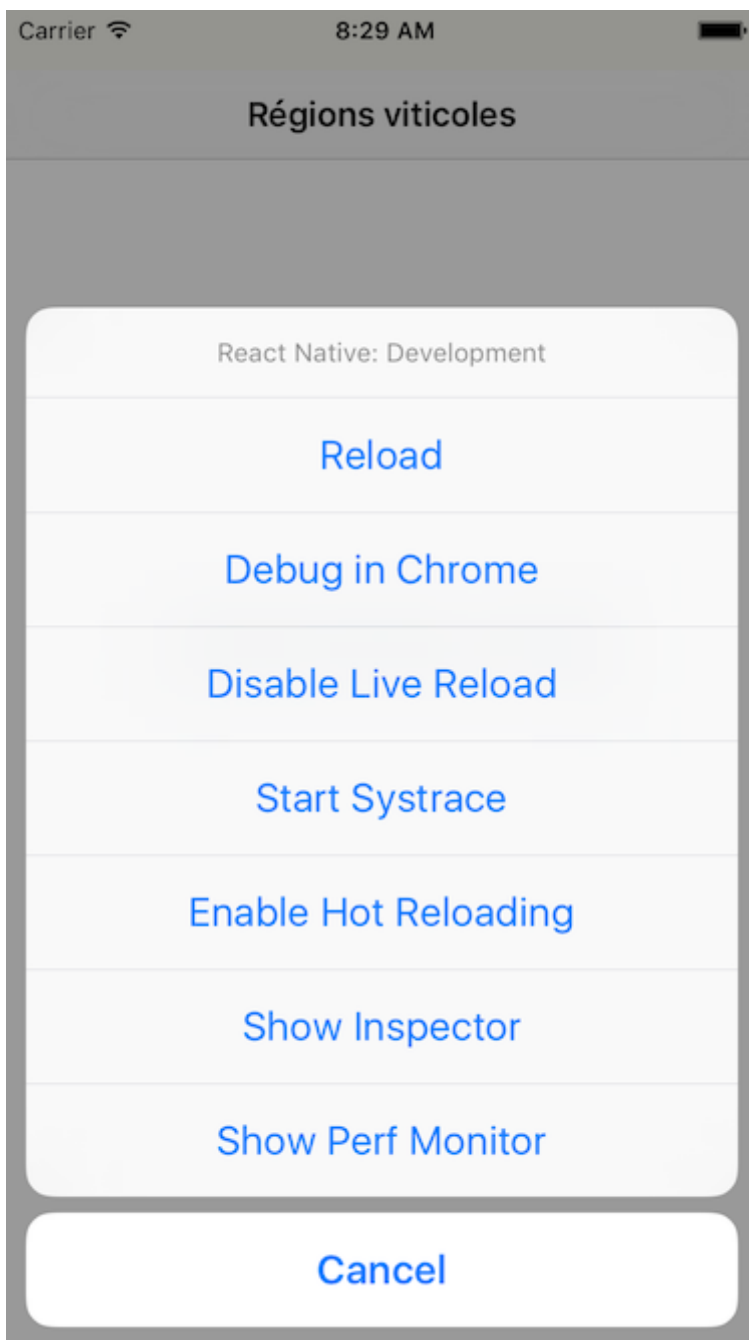 Carrier
8:29 AM
Régions viticoles
React Native: Development
Reload
Debug in Chrome
Disable Live Reload
Start Systrace
Enable Hot Reloading
Show Inspector
Show Perf Monitor
Cancel